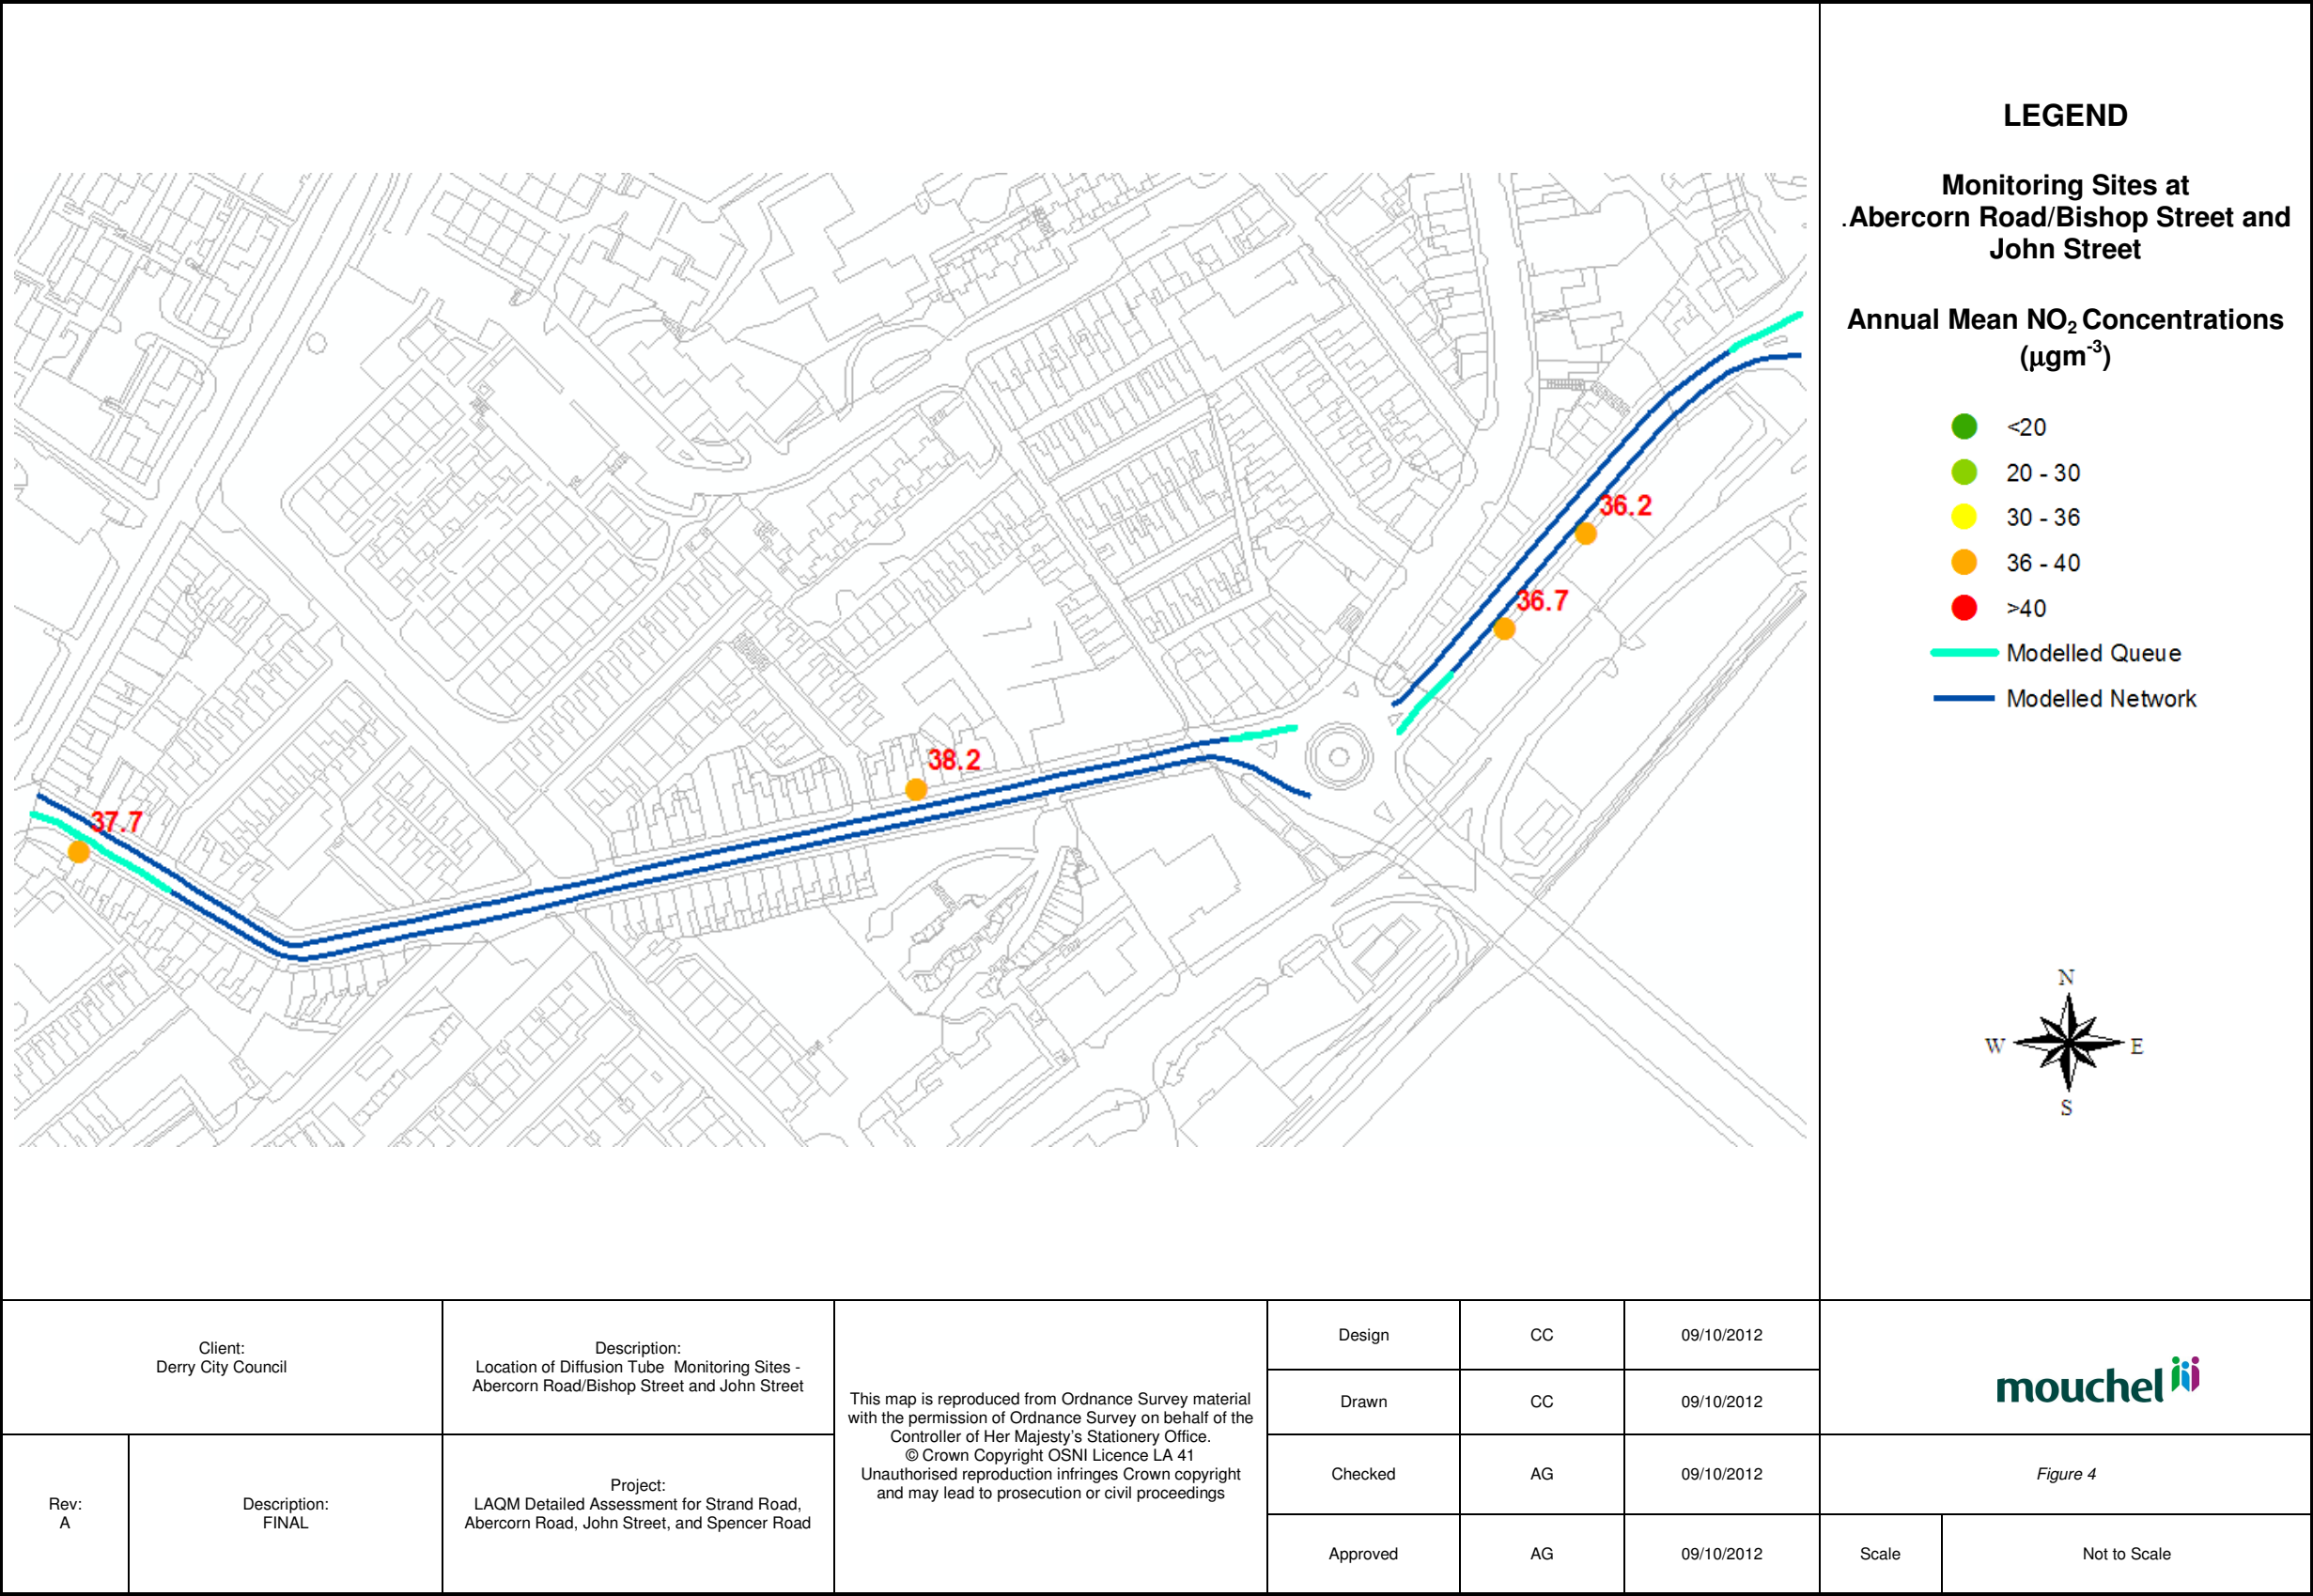 LEGEND
Monitoring Sites at
.Abercorn Road/Bishop Street and
John Street
Annual Mean NO₂ Concentrations
(µgm⁻³)
<20
20 - 30
30 - 36
36 - 40
>40
Modelled Queue
Modelled Network
36.2
36.7
38.2
37.7
N
W
E
S
Client:
Derry City Council
Description:
Location of Diffusion Tube  Monitoring Sites -
Abercorn Road/Bishop Street and John Street
Rev:
A
Description:
FINAL
Project:
LAQM Detailed Assessment for Strand Road,
Abercorn Road, John Street, and Spencer Road
This map is reproduced from Ordnance Survey material
with the permission of Ordnance Survey on behalf of the
Controller of Her Majesty’s Stationery Office.
© Crown Copyright OSNI Licence LA 41
Unauthorised reproduction infringes Crown copyright
and may lead to prosecution or civil proceedings
Design CC 09/10/2012
Drawn CC 09/10/2012
Checked AG 09/10/2012
Approved AG 09/10/2012
mouchel
Figure 4
Scale Not to Scale